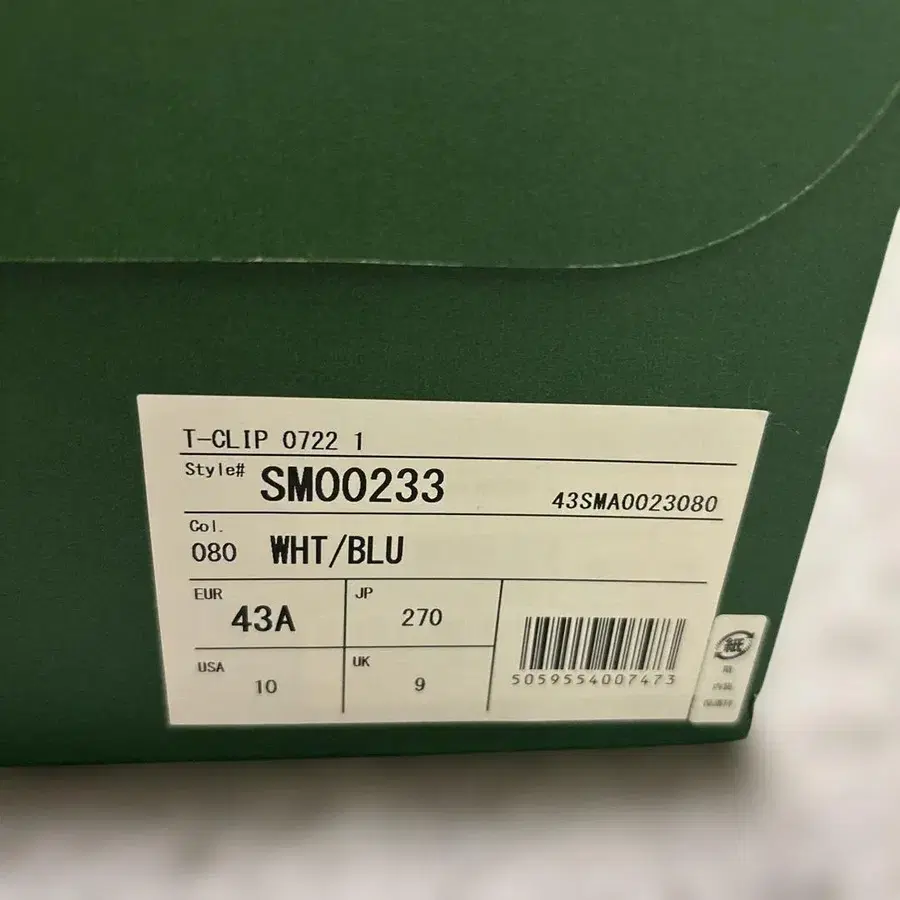 T-CLIP 0722 1
Style# SM00233 43SMA0023080
Col.
080 WHT/BLU
EUR 43A JP 270
USA 10 UK 9
5059554007473
紙